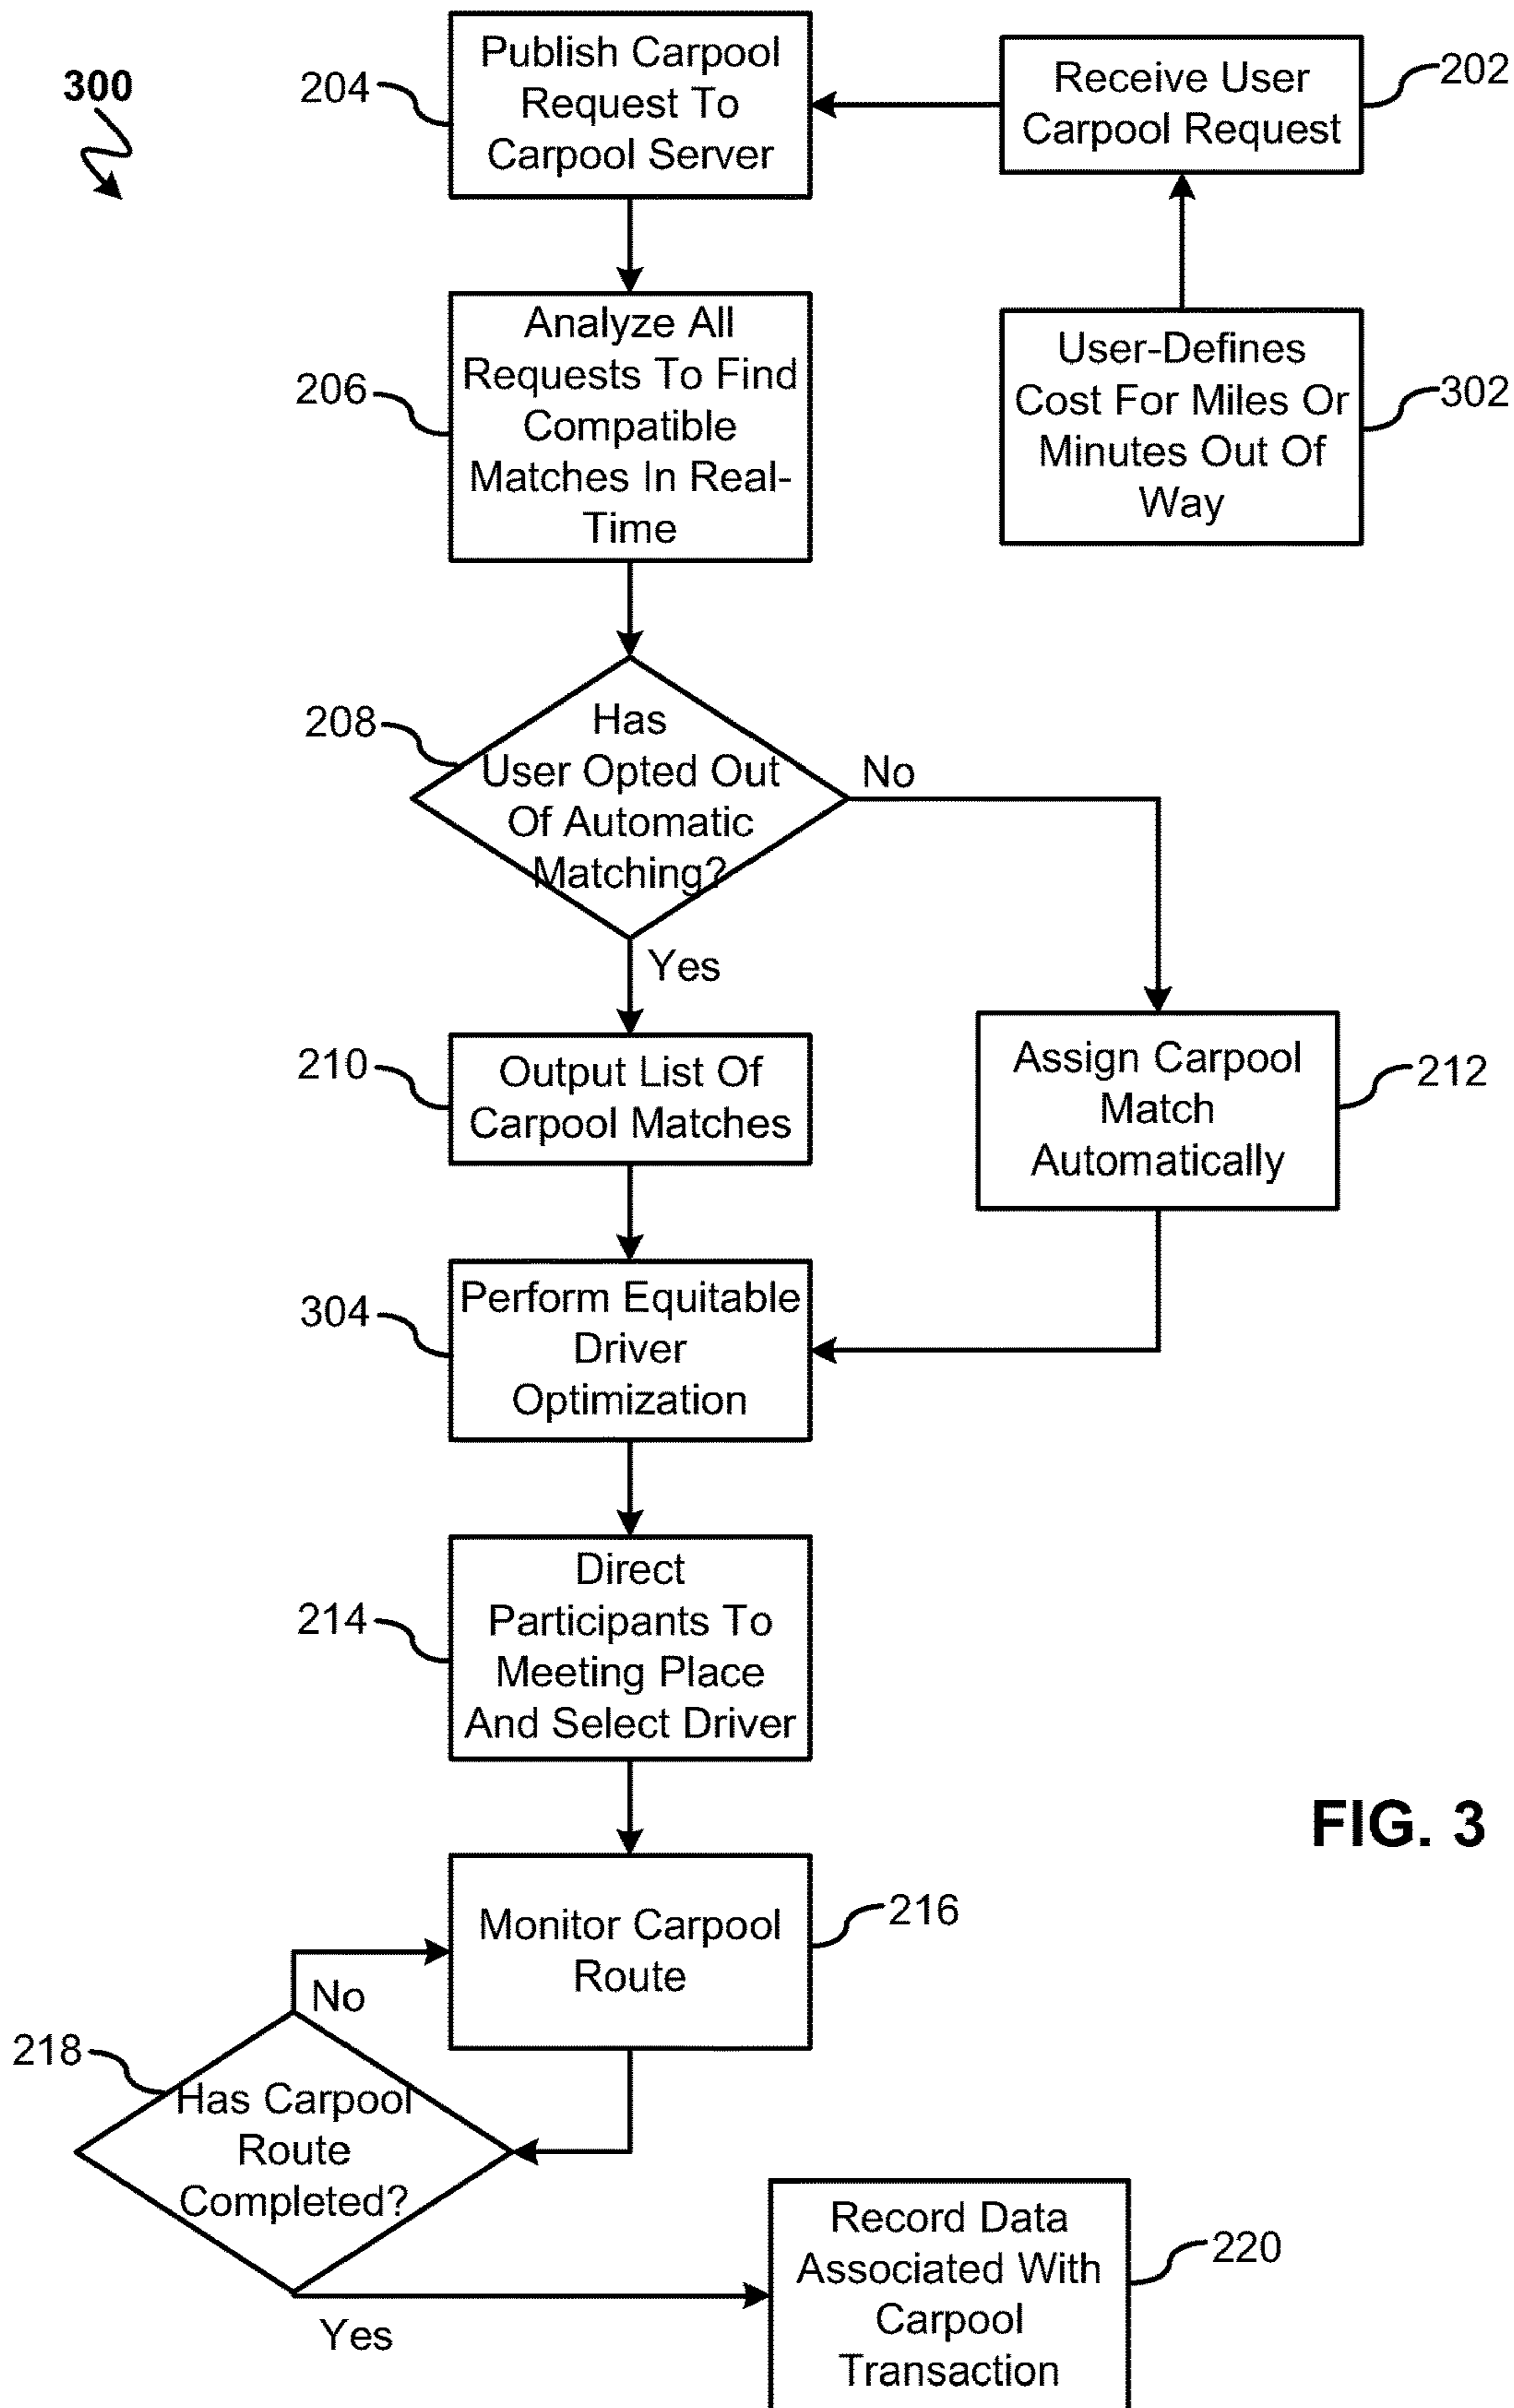 300
204
Publish Carpool
Request To
Carpool Server
Receive User
Carpool Request
202
206
Analyze All
Requests To Find
Compatible
Matches In Real-
Time
User-Defines
Cost For Miles Or
Minutes Out Of
Way
302
208
Has
User Opted Out
Of Automatic
Matching?
No
Yes
210
Output List Of
Carpool Matches
Assign Carpool
Match
Automatically
212
304
Perform Equitable
Driver
Optimization
214
Direct
Participants To
Meeting Place
And Select Driver
FIG. 3
Monitor Carpool
Route
216
No
218
Has Carpool
Route
Completed?
Yes
Record Data
Associated With
Carpool
Transaction
220